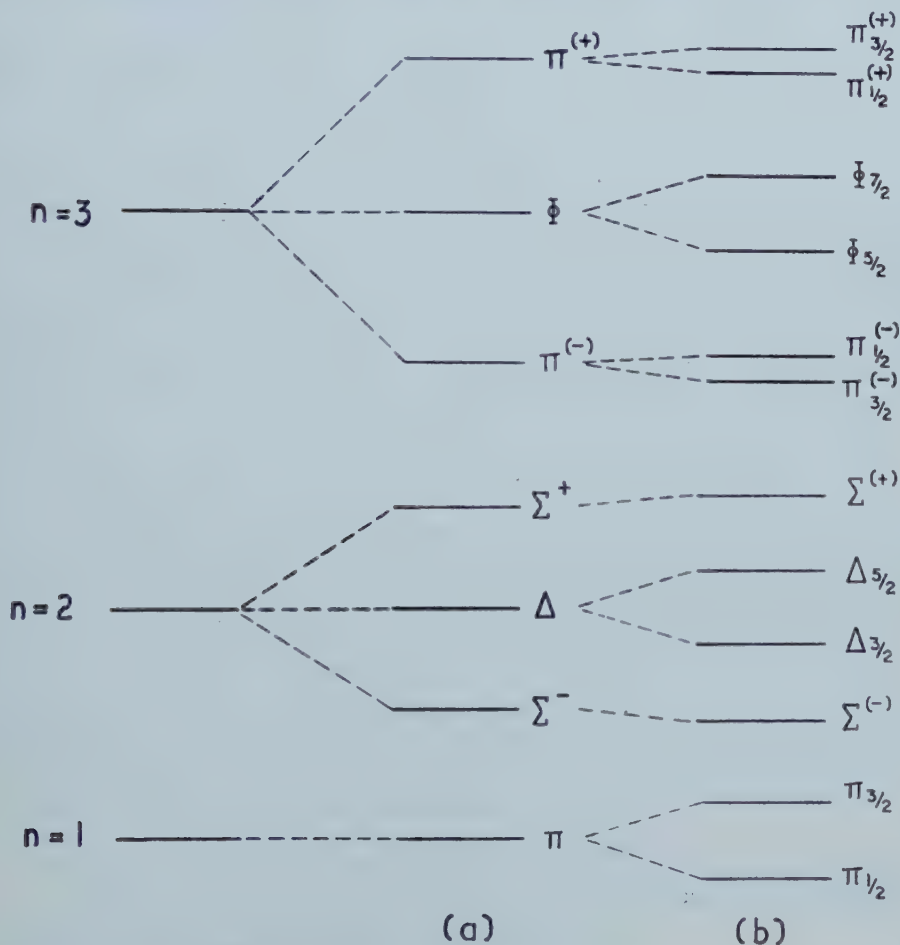 Π(+) Π(+)3/2
Π(+)1/2
n=3 Φ Φ7/2
Φ5/2
Π(-) Π(-)1/2
Π(-)3/2
Σ+ Σ(+)
n=2 Δ Δ5/2
Δ3/2
Σ- Σ(-)
n=1 Π Π3/2
Π1/2
(a) (b)